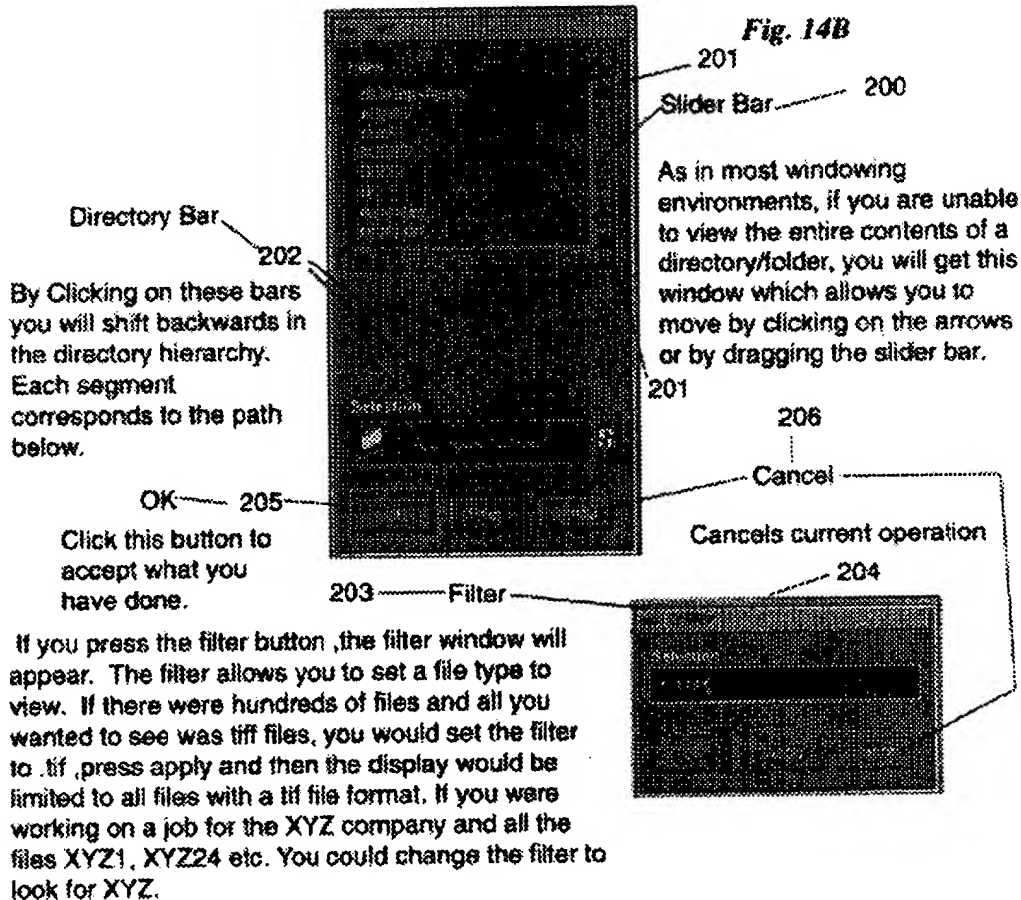 Fig. 14B
201
Slider Bar 200
As in most windowing
environments, if you are unable
to view the entire contents of a
directory/folder, you will get this
window which allows you to
move by clicking on the arrows
or by dragging the slider bar.
Directory Bar
202
By Clicking on these bars
you will shift backwards in
the directory hierarchy.
Each segment
corresponds to the path
below.
201
206
Cancel
Cancels current operation
OK 205
Click this button to
accept what you
have done.
203 Filter
204
If you press the filter button ,the filter window will
appear. The filter allows you to set a file type to
view. If there were hundreds of files and all you
wanted to see was tiff files, you would set the filter
to .tif ,press apply and then the display would be
limited to all files with a tif file format. If you were
working on a job for the XYZ company and all the
files XYZ1, XYZ24 etc. You could change the filter to
look for XYZ.